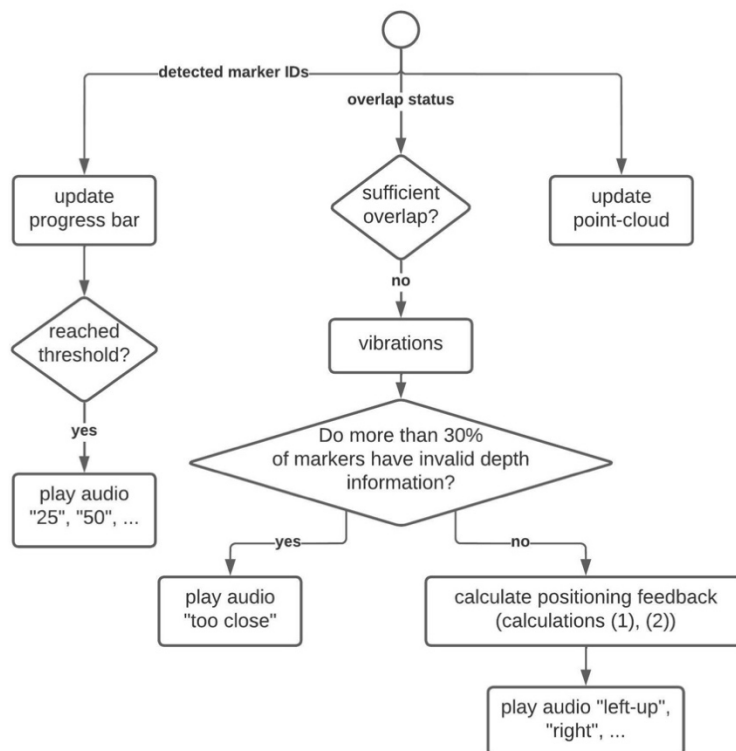 detected marker IDs
overlap status
update
progress bar
sufficient
overlap?
update
point-cloud
no
reached
threshold?
vibrations
yes
Do more than 30%
of markers have invalid depth
information?
play audio
"25", "50", ...
yes
no
play audio
"too close"
calculate positioning feedback
(calculations (1), (2))
play audio "left-up",
"right", ...